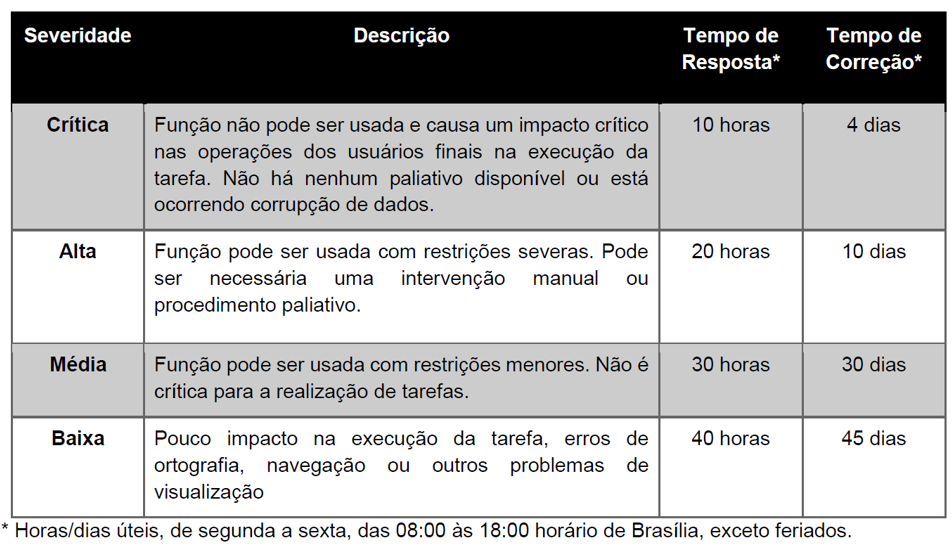 Severidade Descrição Tempo de Resposta* Tempo de Correção*
Crítica Função não pode ser usada e causa um impacto crítico 10 horas 4 dias
nas operações dos usuários finais na execução da
tarefa. Não há nenhum paliativo disponível ou está
ocorrendo corrupção de dados.
Alta Função pode ser usada com restrições severas. Pode 20 horas 10 dias
ser necessária uma intervenção manual ou
procedimento paliativo.
Média Função pode ser usada com restrições menores. Não é 30 horas 30 dias
crítica para a realização de tarefas.
Baixa Pouco impacto na execução da tarefa, erros de 40 horas 45 dias
ortografia, navegação ou outros problemas de
visualização
* Horas/dias úteis, de segunda a sexta, das 08:00 às 18:00 horário de Brasília, exceto feriados.